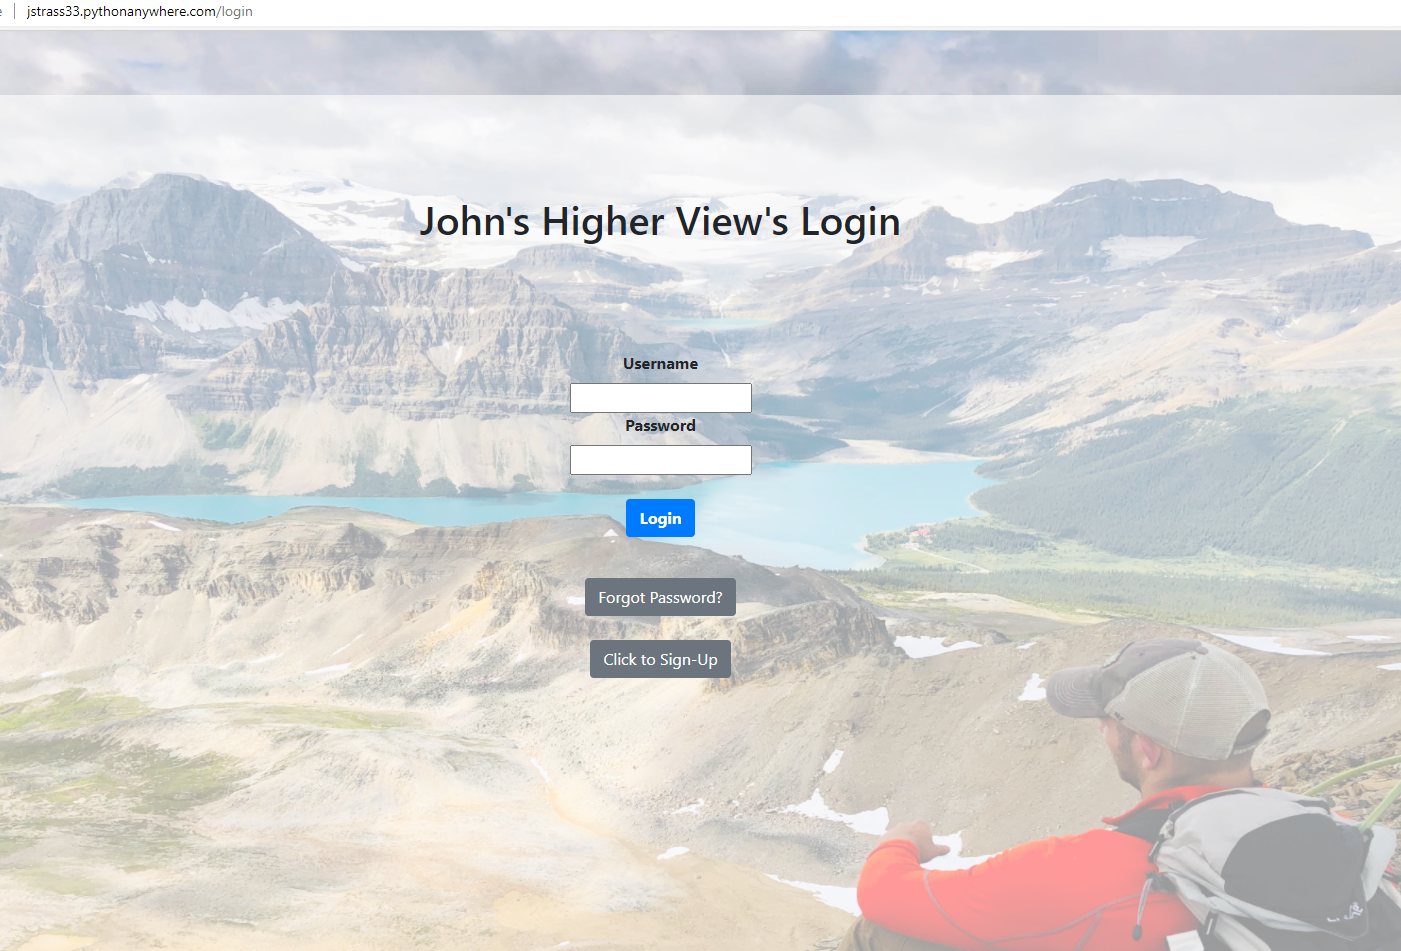 jstrass33.pythonanywhere.com/login
John's Higher View's Login
Username
Password
Login
Forgot Password?
Click to Sign-Up